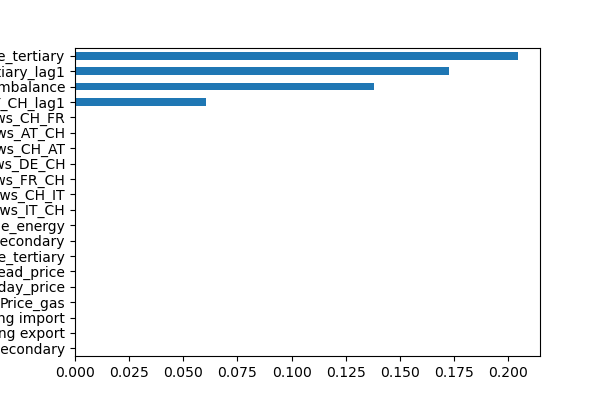 e_tertiary
tiary_lag1
mbalance
_CH_lag1
ws_CH_FR
ws_AT_CH
ws_CH_AT
ws_DE_CH
ws_FR_CH
ws_CH_IT
ws_IT_CH
e_energy
econdary
e_tertiary
ead_price
day_price
Price_gas
ng import
ng export
econdary
0.000 0.025 0.050 0.075 0.100 0.125 0.150 0.175 0.200